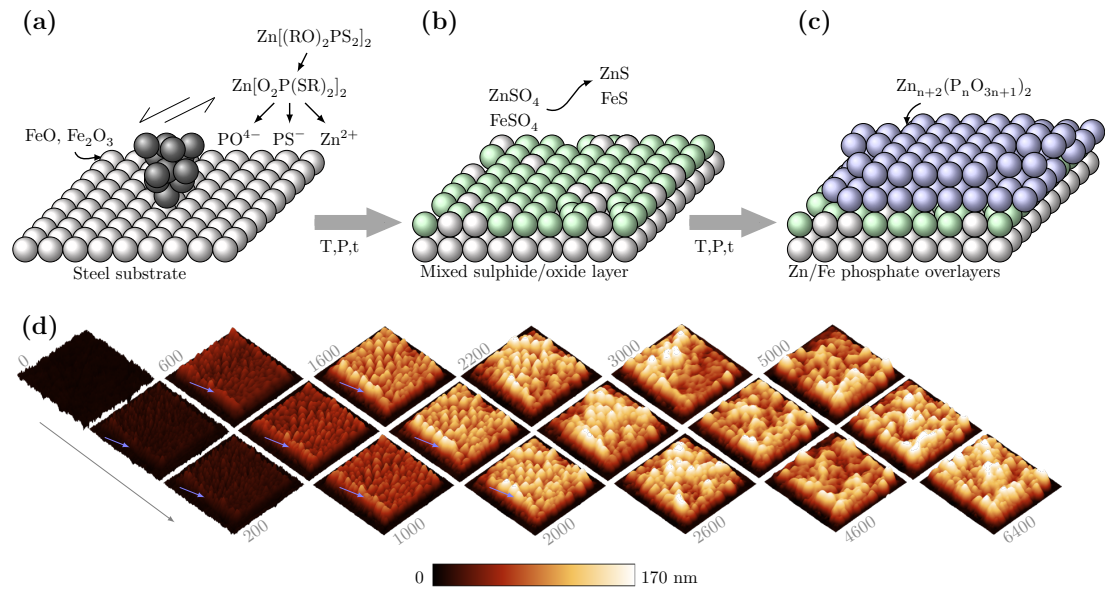 (a)
Zn[(RO)₂PS₂]₂
Zn[O₂P(SR)₂]₂
FeO, Fe₂O₃
PO⁴⁻ PS⁻ Zn²⁺
T,P,t
Steel substrate
(b)
ZnSO₄
FeSO₄
ZnS
FeS
T,P,t
Mixed sulphide/oxide layer
(c)
Znₙ₊₂(PₙO₃ₙ₊₁)₂
Zn/Fe phosphate overlayers
(d)
0 600 1600 2200 3000 5000
200 1000 2000 2600 4600 6400
0 170 nm